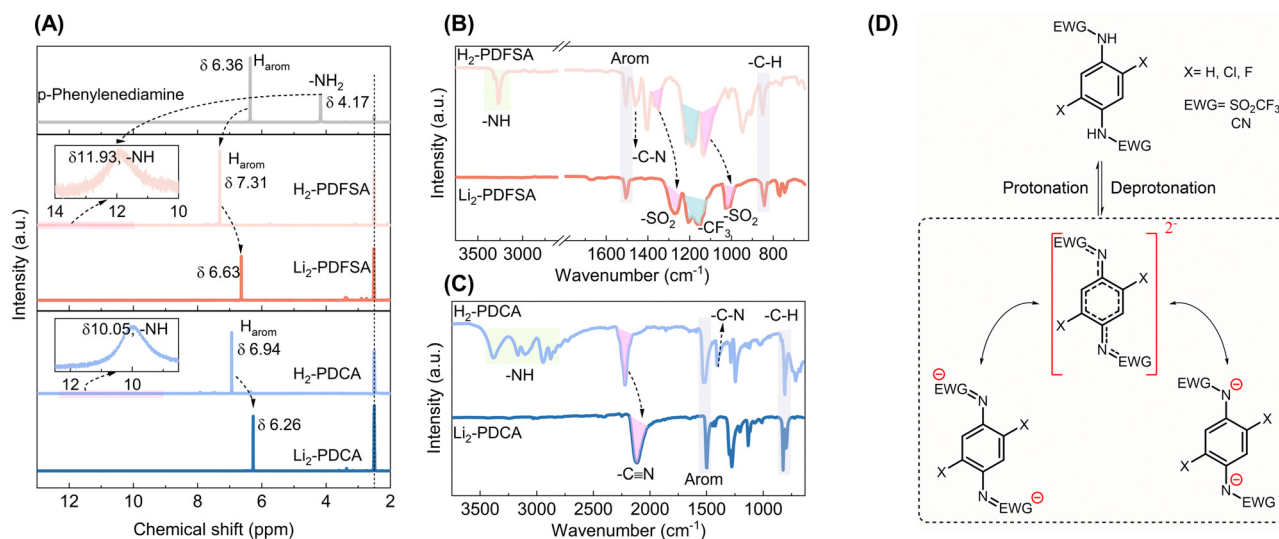 (A)
δ 6.36
H_arom
-NH₂
δ 4.17
p-Phenylenediamine
δ11.93, -NH
14
12
10
H_arom
δ 7.31
H₂-PDFSA
δ 6.63
Li₂-PDFSA
δ10.05, -NH
12
10
H_arom
δ 6.94
H₂-PDCA
δ 6.26
Li₂-PDCA
12
10
8
6
4
2
Chemical shift (ppm)
Intensity (a.u.)
(B)
H₂-PDFSA
Arom
-C-H
-NH
-C-N
Li₂-PDFSA
-SO₂
-CF₃
-SO₂
3500
3000
1600
1400
1200
1000
800
Wavenumber (cm⁻¹)
Intensity (a.u.)
(C)
H₂-PDCA
-C-N
-C-H
-NH
Li₂-PDCA
-C≡N
Arom
3500
3000
2500
2000
1500
1000
Wavenumber (cm⁻¹)
Intensity (a.u.)
(D)
EWG
NH
X
X
HN
EWG
X= H, Cl, F
EWG= SO₂CF₃
CN
Protonation
Deprotonation
2-
EWG
N
X
X
N
EWG
⊖
EWG
N
X
X
N
EWG
⊖
EWG
N
⊖
X
X
⊖
N
EWG